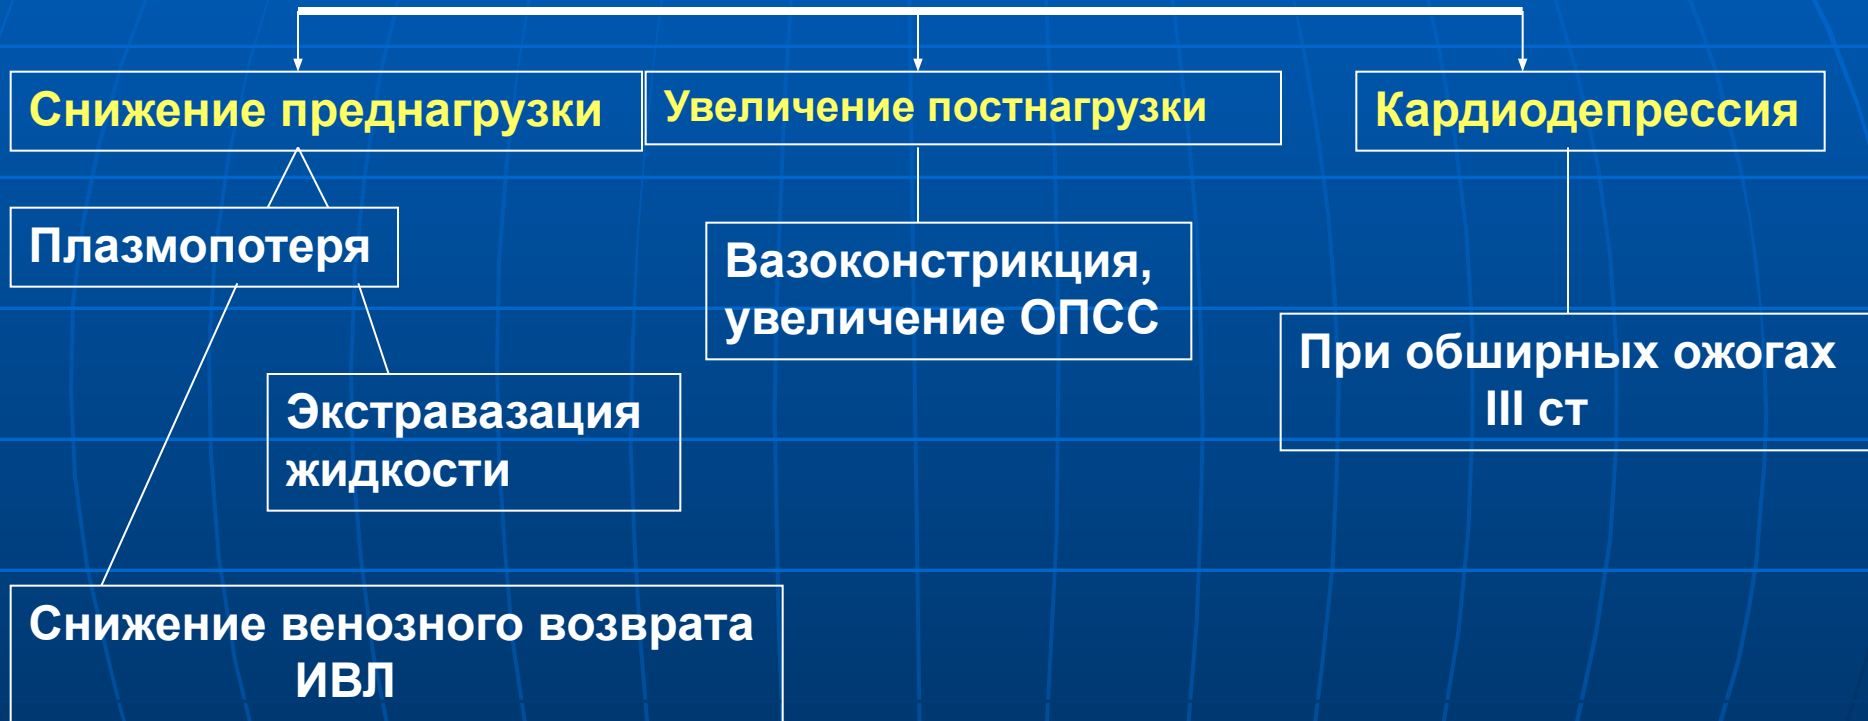 Снижение преднагрузки
Увеличение постнагрузки
Кардиодепрессия
Плазмопотеря
Вазоконстрикция,
увеличение ОПСС
При обширных ожогах
III ст
Экстравазация
жидкости
Снижение венозного возврата
ИВЛ